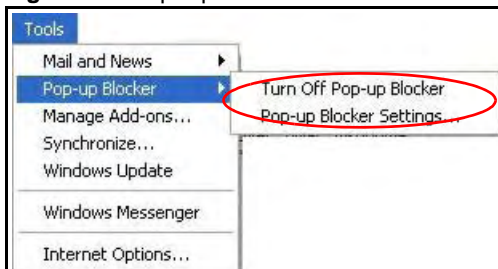 Tools
Mail and News
Pop-up Blocker
Turn Off Pop-up Blocker
Pop-up Blocker Settings...
Manage Add-ons...
Synchronize...
Windows Update
Windows Messenger
Internet Options...